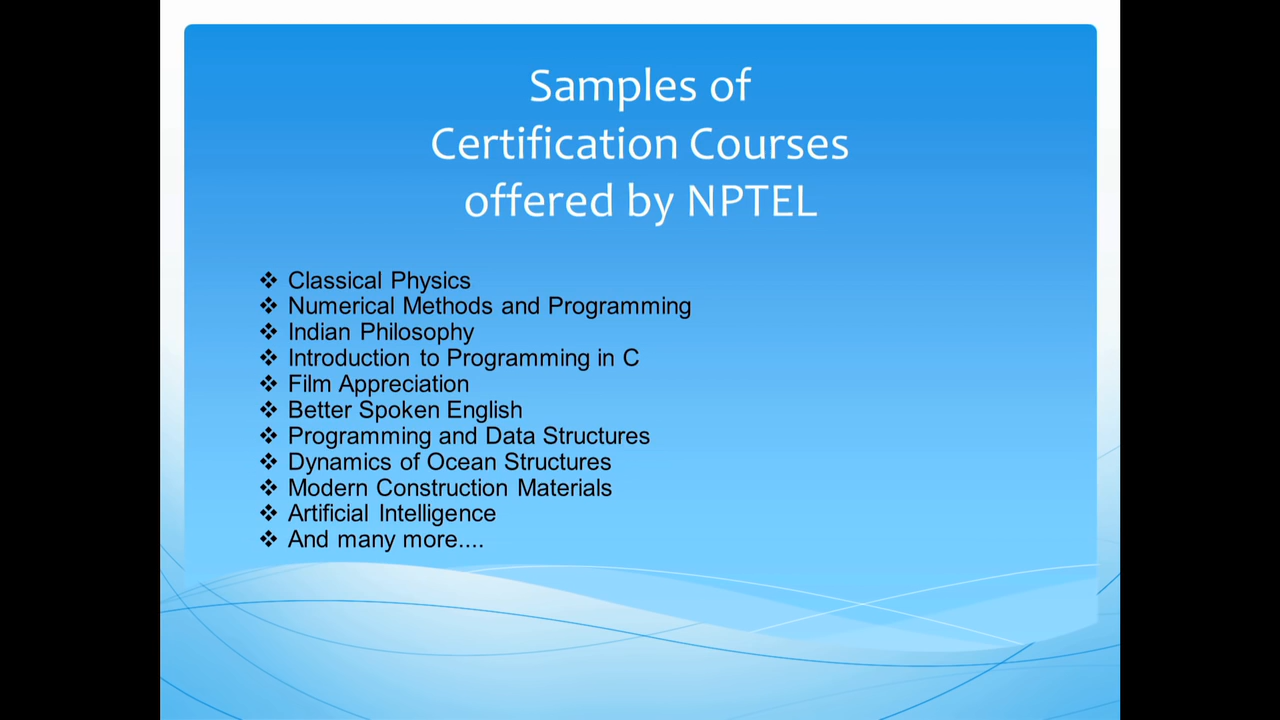 Samples of
Certification Courses
offered by NPTEL
❖ Classical Physics
❖ Numerical Methods and Programming
❖ Indian Philosophy
❖ Introduction to Programming in C
❖ Film Appreciation
❖ Better Spoken English
❖ Programming and Data Structures
❖ Dynamics of Ocean Structures
❖ Modern Construction Materials
❖ Artificial Intelligence
❖ And many more....